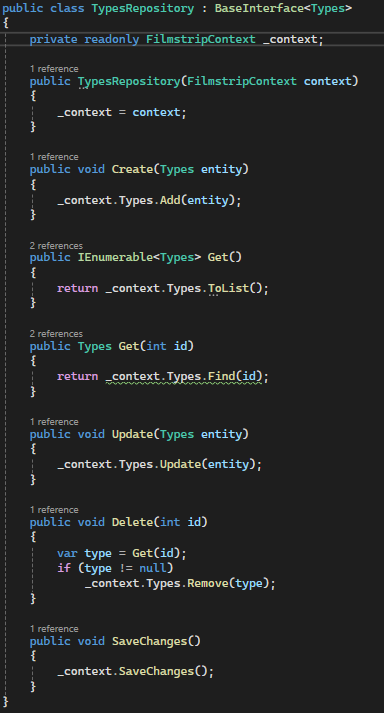 public class TypesRepository : BaseInterface<Types>
{
private readonly FilmstripContext _context;
1 reference
public TypesRepository(FilmstripContext context)
{
_context = context;
}
1 reference
public void Create(Types entity)
{
_context.Types.Add(entity);
}
2 references
public IEnumerable<Types> Get()
{
return _context.Types.ToList();
}
2 references
public Types Get(int id)
{
return _context.Types.Find(id);
}
1 reference
public void Update(Types entity)
{
_context.Types.Update(entity);
}
1 reference
public void Delete(int id)
{
var type = Get(id);
if (type != null)
_context.Types.Remove(type);
}
1 reference
public void SaveChanges()
{
_context.SaveChanges();
}
}